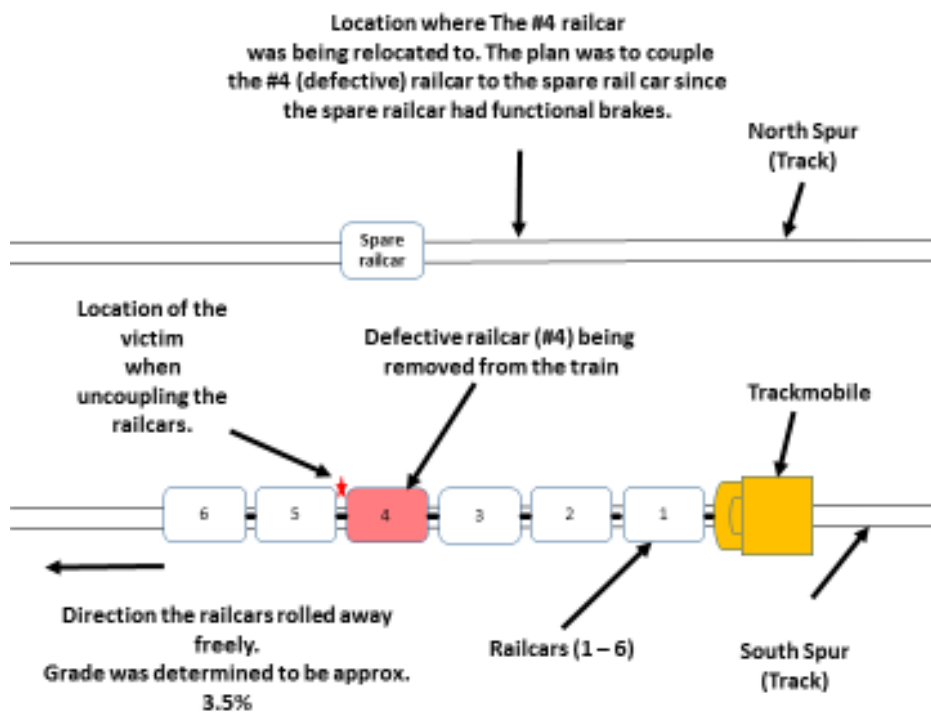 Location where The #4 railcar
was being relocated to. The plan was to couple
the #4 (defective) railcar to the spare rail car since
the spare railcar had functional brakes.
North Spur
(Track)
Spare
railcar
Location of the
victim
when
uncoupling the
railcars.
Defective railcar (#4) being
removed from the train
Trackmobile
6
5
4
3
2
1
Direction the railcars rolled away
freely.
Grade was determined to be approx.
3.5%
Railcars (1 – 6)
South Spur
(Track)